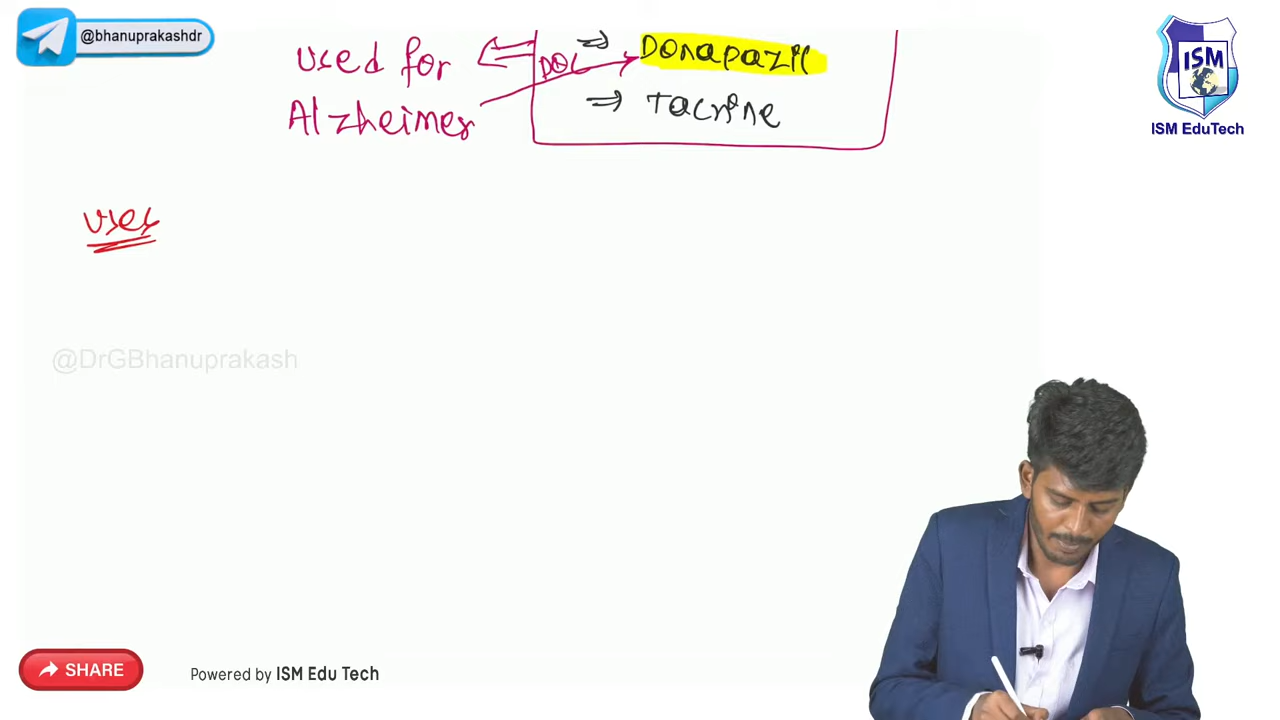 @bhanuprakashdr
used for
Alzheimer
DOC
⇒ Donapazil
⇒ Tacrine
ISM
ISM EduTech
uses
@DrGBhanuprakash
SHARE
Powered by ISM Edu Tech